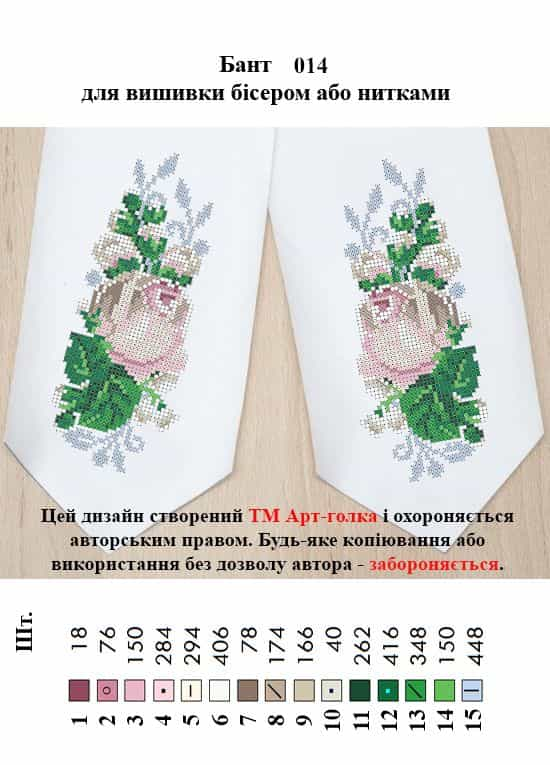 Бант 014
для вишивки бісером або нитками
Цей дизайн створений ТМ Арт-голка і охороняється
авторським правом. Будь-яке копіювання або
використання без дозволу автора - забороняється.
Шт.
18 76 150 284 294 406 78 174 166 40 262 416 348 150 448
1 2 3 4 5 6 7 8 9 10 11 12 13 14 15